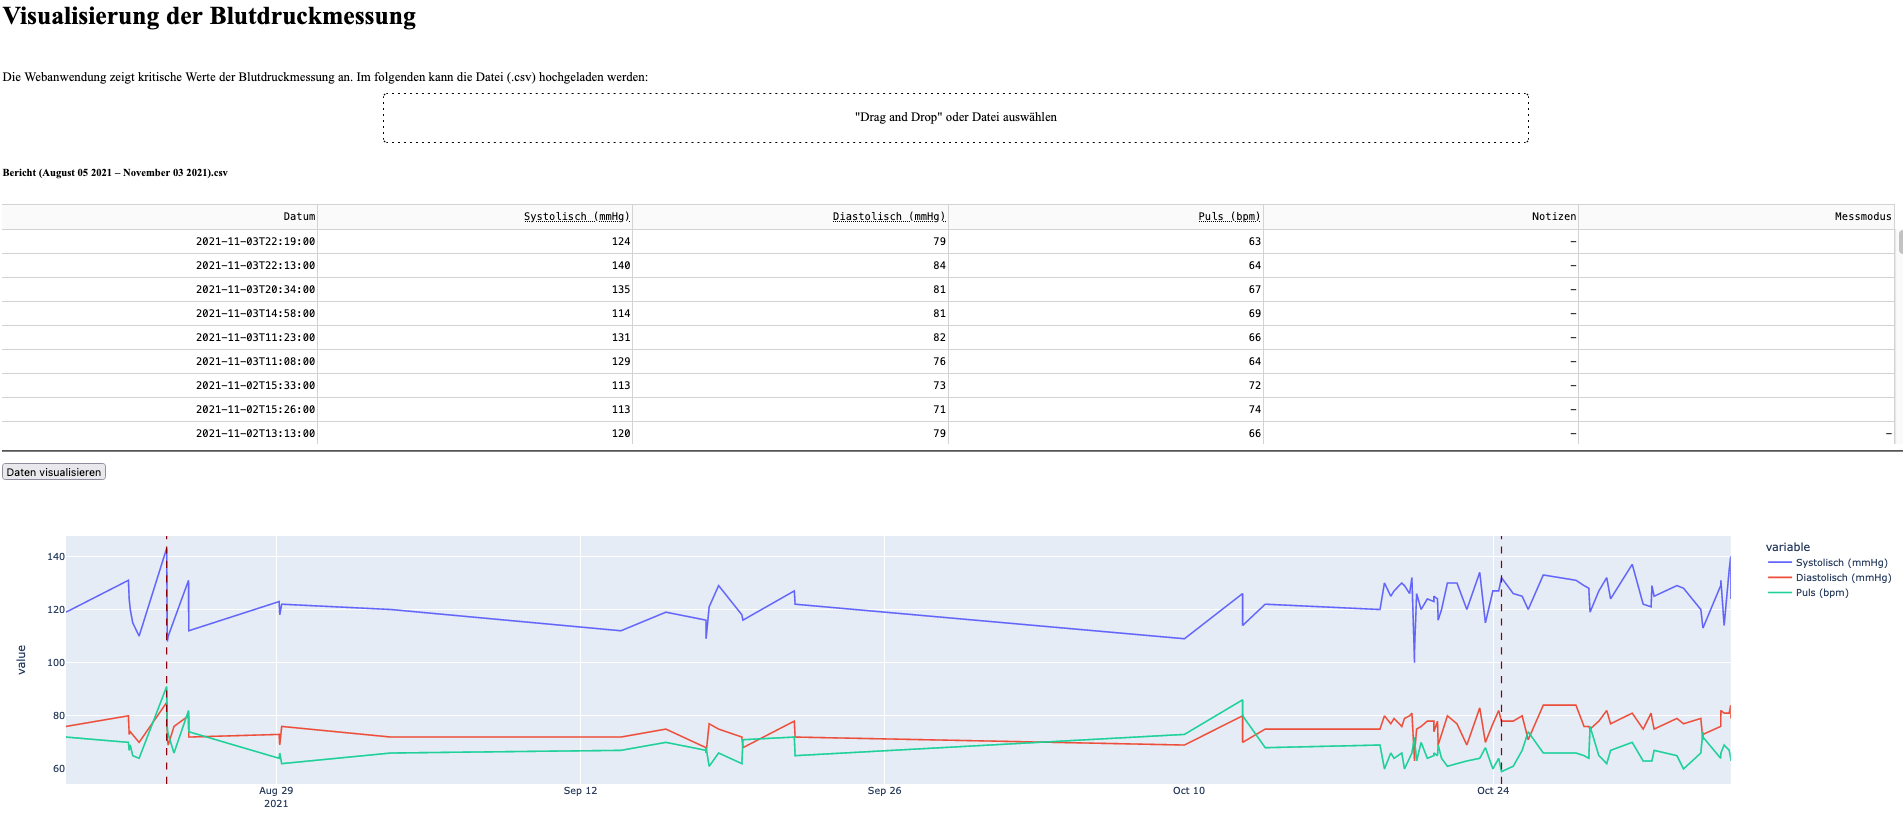 Visualisierung der Blutdruckmessung
Die Webanwendung zeigt kritische Werte der Blutdruckmessung an. Im folgenden kann die Datei (.csv) hochgeladen werden:
"Drag and Drop" oder Datei auswählen
Bericht (August 05 2021 – November 03 2021).csv
Datum Systolisch (mmHg) Diastolisch (mmHg) Puls (bpm) Notizen Messmodus
2021-11-03T22:19:00 124 79 63 –
2021-11-03T22:13:00 140 84 64 –
2021-11-03T20:34:00 135 81 67 –
2021-11-03T14:58:00 114 81 69 –
2021-11-03T11:23:00 131 82 66 –
2021-11-03T11:08:00 129 76 64 –
2021-11-02T15:33:00 113 73 72 –
2021-11-02T15:26:00 113 71 74 –
2021-11-02T13:13:00 120 79 66 – –
Daten visualisieren
variable
Systolisch (mmHg)
Diastolisch (mmHg)
Puls (bpm)
value
140
120
100
80
60
Aug 29
2021
Sep 12
Sep 26
Oct 10
Oct 24